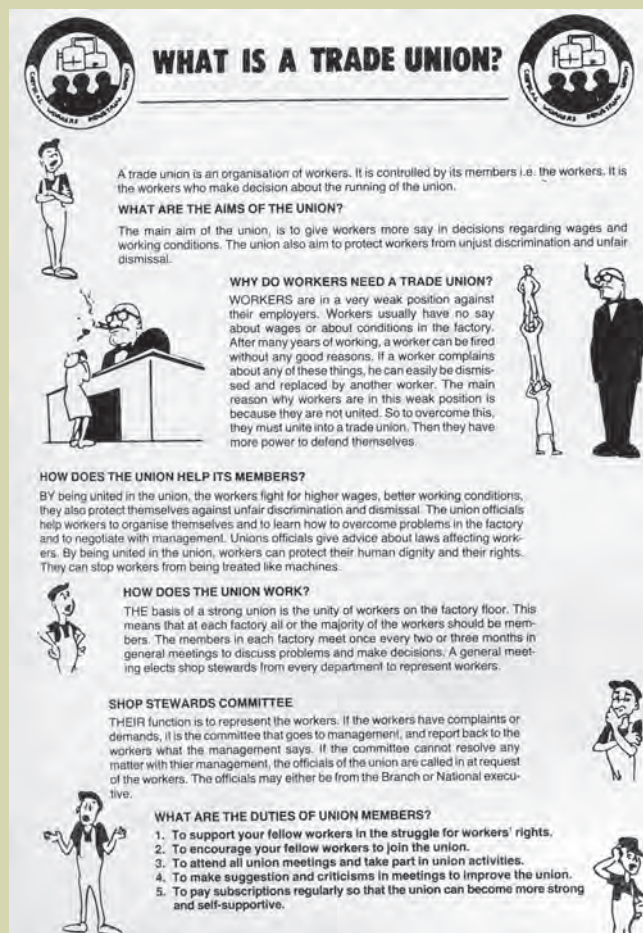 WHAT IS A TRADE UNION?
A trade union is an organisation of workers. It is controlled by its members i.e. the workers. It is
the workers who make decision about the running of the union.
WHAT ARE THE AIMS OF THE UNION?
The main aim of the union, is to give workers more say in decisions regarding wages and
working conditions. The union also aim to protect workers from unjust discrimination and unfair
dismissal.
WHY DO WORKERS NEED A TRADE UNION?
WORKERS are in a very weak position against
their employers. Workers usually have no say
about wages or about conditions in the factory.
After many years of working, a worker can be fired
without any good reasons. If a worker complains
about any of these things, he can easily be dismis-
sed and replaced by another worker. The main
reason why workers are in this weak position is
because they are not united. So to overcome this,
they must unite into a trade union. Then they have
more power to defend themselves.
HOW DOES THE UNION HELP ITS MEMBERS?
BY being united in the union, the workers fight for higher wages, better working conditions,
they also protect themselves against unfair discrimination and dismissal. The union officials
help workers to organise themselves and to learn how to overcome problems in the factory
and to negotiate with management. Unions officials give advice about laws affecting work-
ers. By being united in the union, workers can protect their human dignity and their rights.
They can stop workers from being treated like machines.
HOW DOES THE UNION WORK?
THE basis of a strong union is the unity of workers on the factory floor. This
means that at each factory all or the majority of the workers should be mem-
bers. The members in each factory meet once every two or three months in
general meetings to discuss problems and make decisions. A general meet-
ing elects shop stewards from every department to represent workers.
SHOP STEWARDS COMMITTEE
THEIR function is to represent the workers. If the workers have complaints or
demands, it is the committee that goes to management, and report back to the
workers what the management says. If the committee cannot resolve any
matter with thier management, the officials of the union are called in at request
of the workers. The officials may either be from the Branch or National execu-
tive.
WHAT ARE THE DUTIES OF UNION MEMBERS?
1. To support your fellow workers in the struggle for workers' rights.
2. To encourage your fellow workers to join the union.
3. To attend all union meetings and take part in union activities.
4. To make suggestion and criticisms in meetings to improve the union.
5. To pay subscriptions regularly so that the union can become more strong
and self-supportive.